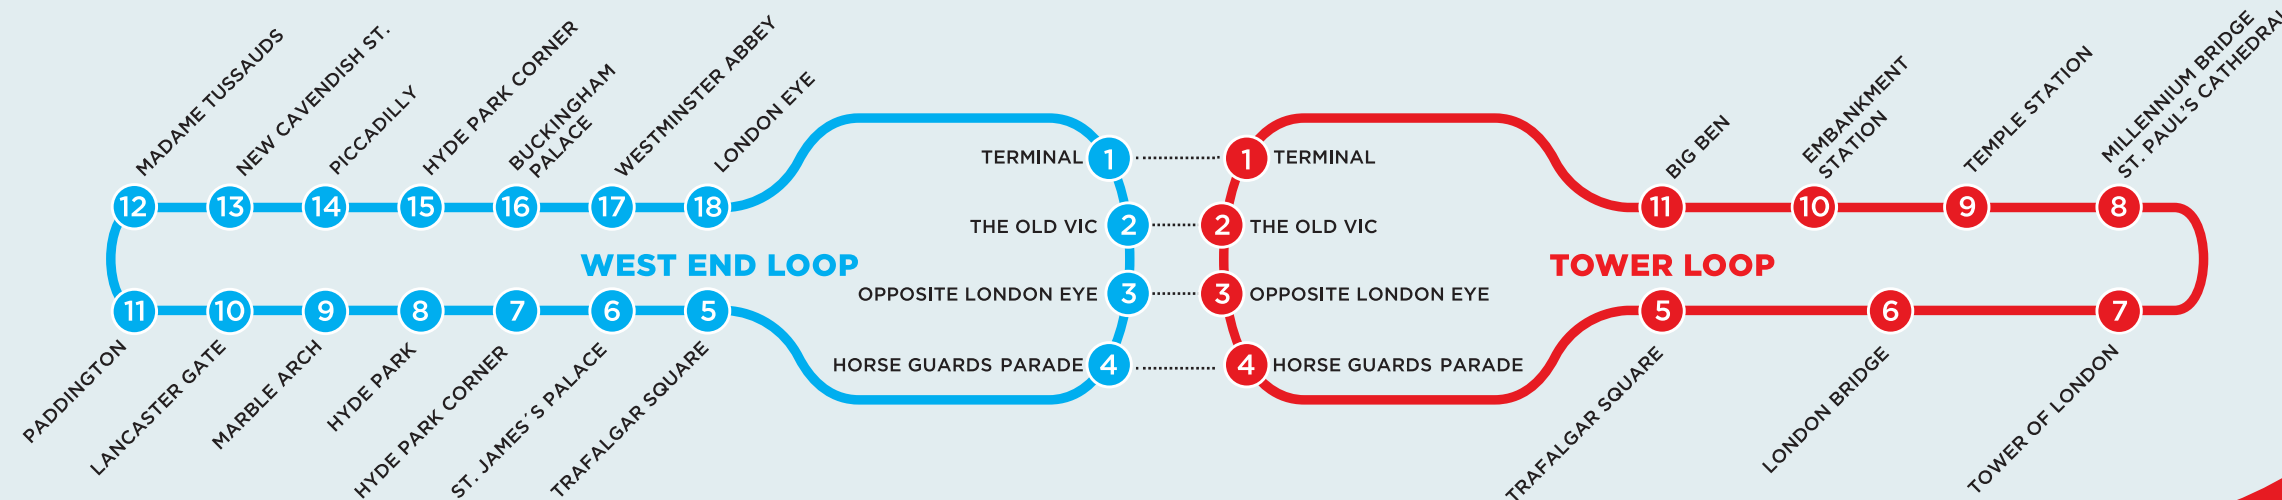 MADAME TUSSAUDS
NEW CAVENDISH ST.
PICCADILLY
HYDE PARK CORNER
BUCKINGHAM
PALACE
WESTMINSTER ABBEY
LONDON EYE
12
13
14
15
16
17
18
WEST END LOOP
11
10
9
8
7
6
5
PADDINGTON
LANCASTER GATE
MARBLE ARCH
HYDE PARK
HYDE PARK CORNER
ST. JAMES´S PALACE
TRAFALGAR SQUARE
TERMINAL 1
THE OLD VIC 2
OPPOSITE LONDON EYE 3
HORSE GUARDS PARADE 4
1 TERMINAL
2 THE OLD VIC
3 OPPOSITE LONDON EYE
4 HORSE GUARDS PARADE
BIG BEN
EMBANKMENT
STATION
TEMPLE STATION
MILLENNIUM BRIDGE
ST. PAUL'S CATHEDRAL
11
10
9
8
TOWER LOOP
5
6
7
TRAFALGAR SQUARE
LONDON BRIDGE
TOWER OF LONDON